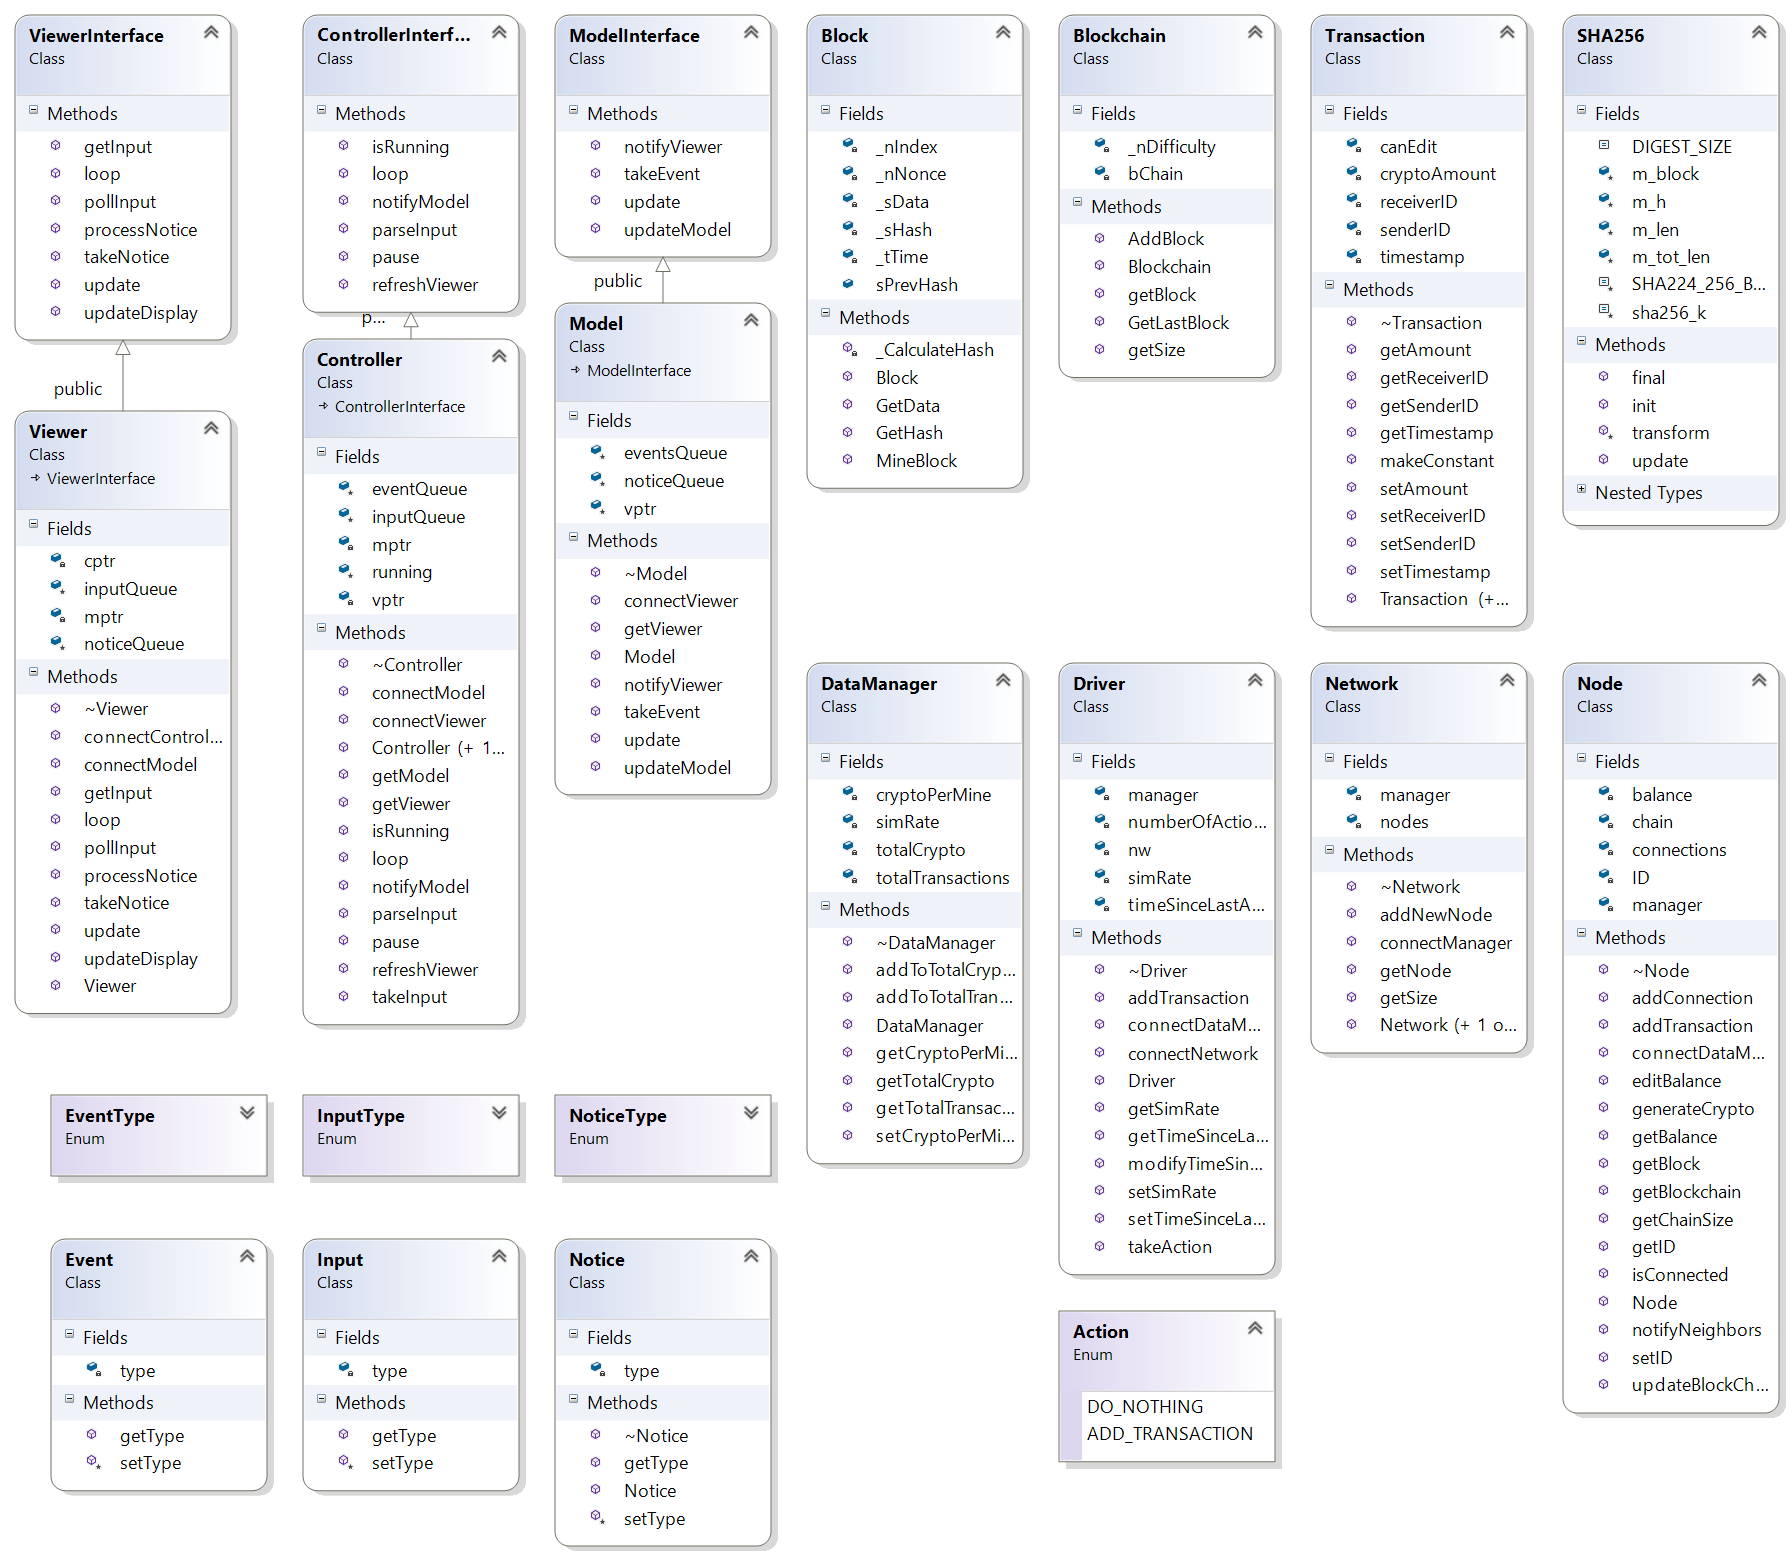 ViewerInterface
Class
Methods
getInput
loop
pollInput
processNotice
takeNotice
update
updateDisplay
public
Viewer
Class
ViewerInterface
Fields
cptr
inputQueue
mptr
noticeQueue
Methods
~Viewer
connectControl...
connectModel
getInput
loop
pollInput
processNotice
takeNotice
update
updateDisplay
Viewer
ControllerInterf...
Class
Methods
isRunning
loop
notifyModel
parseInput
pause
refreshViewer
p...
Controller
Class
ControllerInterface
Fields
eventQueue
inputQueue
mptr
running
vptr
Methods
~Controller
connectModel
connectViewer
Controller (+ 1...
getModel
getViewer
isRunning
loop
notifyModel
parseInput
pause
refreshViewer
takeInput
ModelInterface
Class
Methods
notifyViewer
takeEvent
update
updateModel
public
Model
Class
ModelInterface
Fields
eventsQueue
noticeQueue
vptr
Methods
~Model
connectViewer
getViewer
Model
notifyViewer
takeEvent
update
updateModel
Block
Class
Fields
_nIndex
_nNonce
_sData
_sHash
_tTime
sPrevHash
Methods
_CalculateHash
Block
GetData
GetHash
MineBlock
Blockchain
Class
Fields
_nDifficulty
bChain
Methods
AddBlock
Blockchain
getBlock
GetLastBlock
getSize
Transaction
Class
Fields
canEdit
cryptoAmount
receiverID
senderID
timestamp
Methods
~Transaction
getAmount
getReceiverID
getSenderID
getTimestamp
makeConstant
setAmount
setReceiverID
setSenderID
setTimestamp
Transaction (+...
SHA256
Class
Fields
DIGEST_SIZE
m_block
m_h
m_len
m_tot_len
SHA224_256_B...
sha256_k
Methods
final
init
transform
update
Nested Types
DataManager
Class
Fields
cryptoPerMine
simRate
totalCrypto
totalTransactions
Methods
~DataManager
addToTotalCryp...
addToTotalTran...
DataManager
getCryptoPerMi...
getTotalCrypto
getTotalTransac...
setCryptoPerMi...
Driver
Class
Fields
manager
numberOfActio...
nw
simRate
timeSinceLastA...
Methods
~Driver
addTransaction
connectDataM...
connectNetwork
Driver
getSimRate
getTimeSinceLa...
modifyTimeSin...
setSimRate
setTimeSinceLa...
takeAction
Network
Class
Fields
manager
nodes
Methods
~Network
addNewNode
connectManager
getNode
getSize
Network (+ 1 o...
Node
Class
Fields
balance
chain
connections
ID
manager
Methods
~Node
addConnection
addTransaction
connectDataM...
editBalance
generateCrypto
getBalance
getBlock
getBlockchain
getChainSize
getID
isConnected
Node
notifyNeighbors
setID
updateBlockCh...
EventType
Enum
InputType
Enum
NoticeType
Enum
Event
Class
Fields
type
Methods
getType
setType
Input
Class
Fields
type
Methods
getType
setType
Notice
Class
Fields
type
Methods
~Notice
getType
Notice
setType
Action
Enum
DO_NOTHING
ADD_TRANSACTION